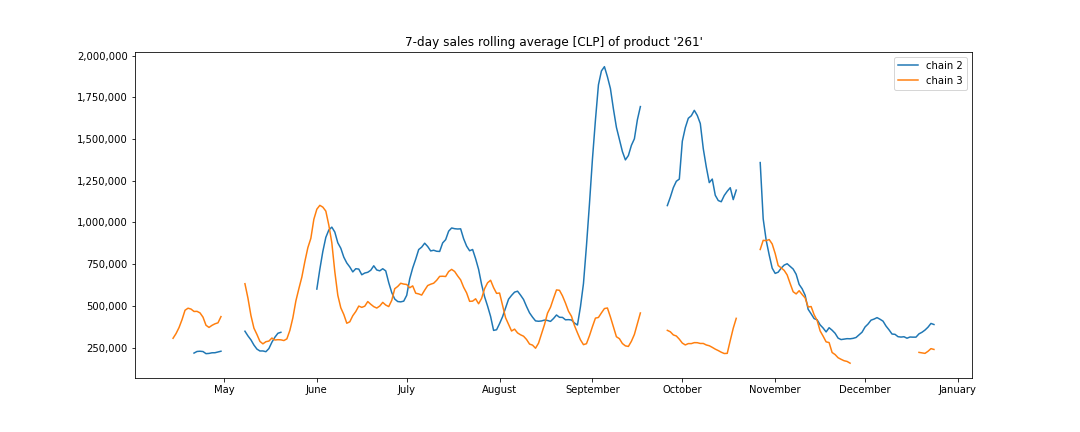 7-day sales rolling average [CLP] of product '261'
2,000,000
1,750,000
1,500,000
1,250,000
1,000,000
750,000
500,000
250,000
chain 2
chain 3
May June July August September October November December January